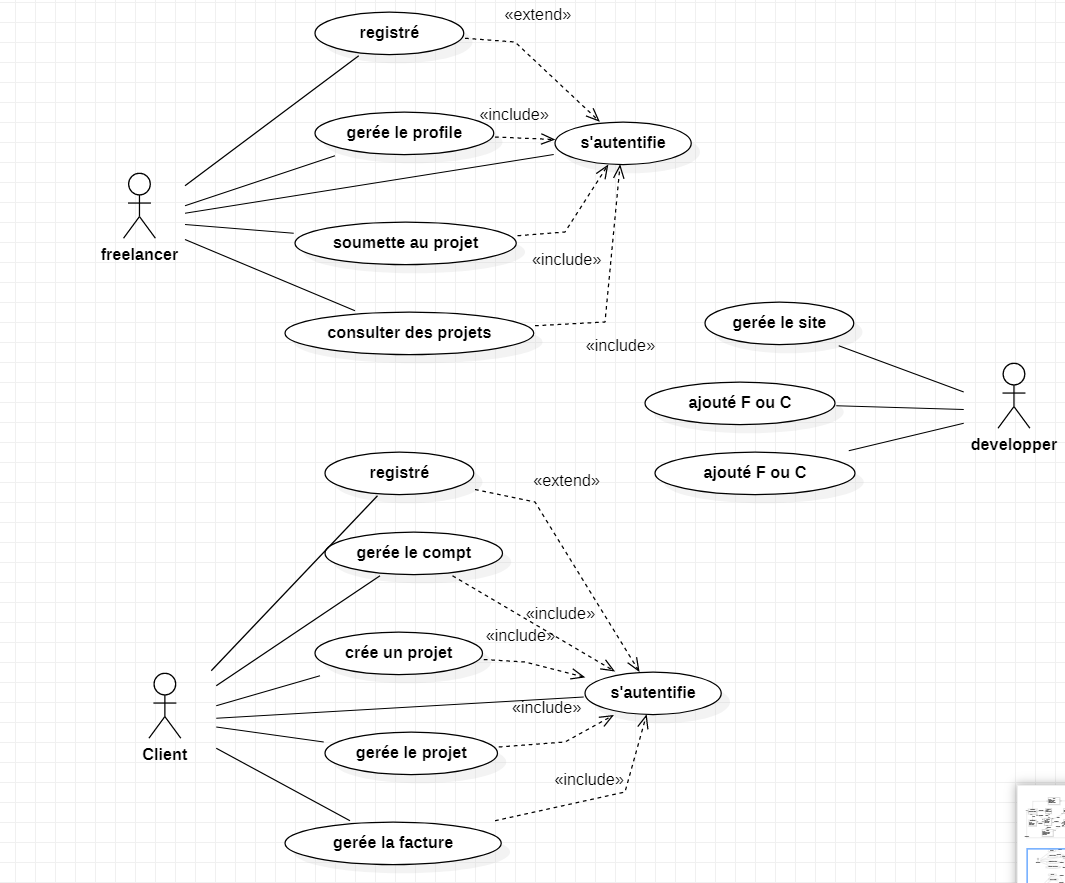 «extend»
registré
«include»
gerée le profile
s'autentifie
freelancer
soumette au projet
«include»
consulter des projets
«include»
gerée le site
ajouté F ou C
developper
registré
«extend»
ajouté F ou C
gerée le compt
«include»
«include»
crée un projet
s'autentifie
«include»
Client
gerée le projet
«include»
gerée la facture